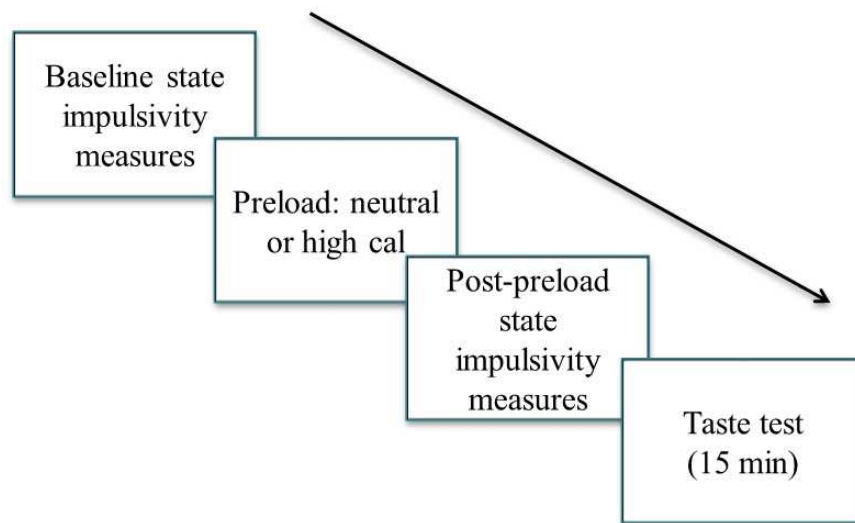 Baseline state
impulsivity
measures
Preload: neutral
or high cal
Post-preload
state
impulsivity
measures
Taste test
(15 min)